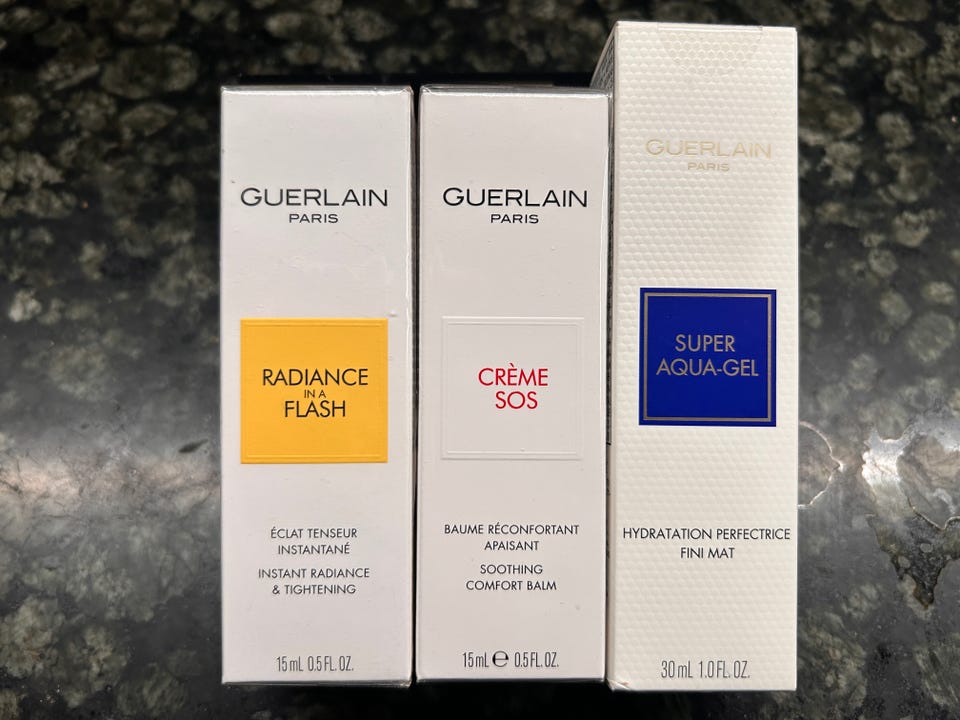 GUERLAIN
PARIS
RADIANCE
IN A
FLASH
ÉCLAT TENSEUR
INSTANTANÉ
INSTANT RADIANCE
& TIGHTENING
15 mL 0.5 FL. OZ.
GUERLAIN
PARIS
CRÈME
SOS
BAUME RÉCONFORTANT
APAISANT
SOOTHING
COMFORT BALM
15 mL ℮ 0.5 FL. OZ.
GUERLAIN
PARIS
SUPER
AQUA-GEL
HYDRATATION PERFECTRICE
FINI MAT
30 mL 1.0 FL. OZ.